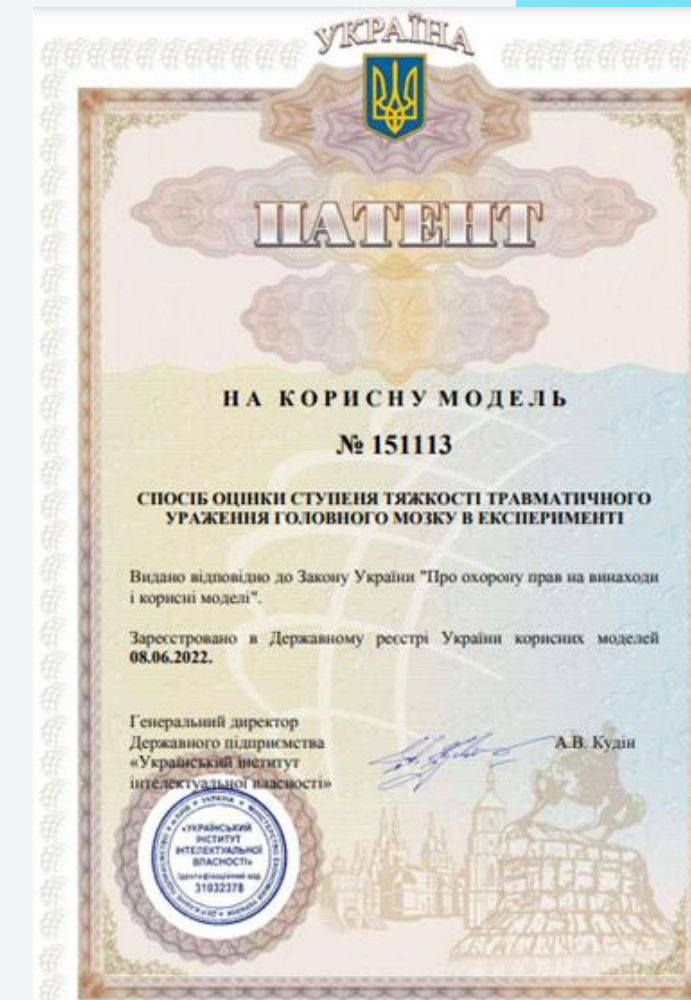 УКРАЇНА
ПАТЕНТ
НА КОРИСНУ МОДЕЛЬ
№ 151113
СПОСІБ ОЦІНКИ СТУПЕНЯ ТЯЖКОСТІ ТРАВМАТИЧНОГО
УРАЖЕННЯ ГОЛОВНОГО МОЗКУ В ЕКСПЕРИМЕНТІ
Видано відповідно до Закону України "Про охорону прав на винаходи
і корисні моделі".
Зареєстровано в Державному реєстрі України корисних моделей
08.06.2022.
Генеральний директор
Державного підприємства
«Український інститут
інтелектуальної власності»
А.В. Кудін
«УКРАЇНСЬКИЙ
ІНСТИТУТ
ІНТЕЛЕКТУАЛЬНОЇ
ВЛАСНОСТІ»
Ідентифікаційний код
31032378